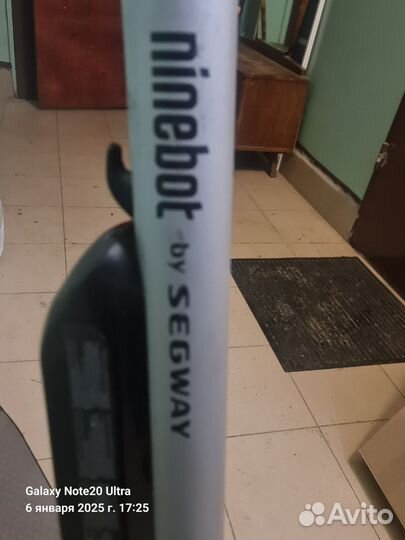 ninebot
by SEGWAY
Galaxy Note20 Ultra
6 января 2025 г. 17:25
Avito